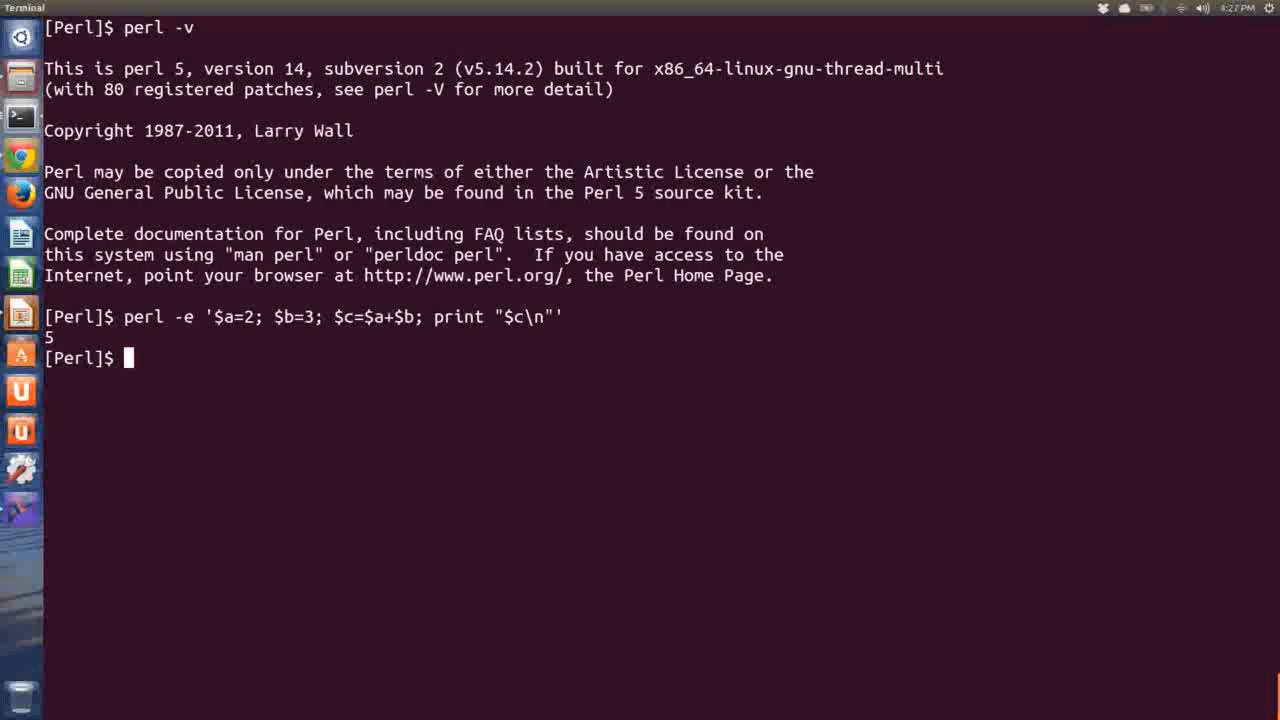 Terminal
4:27 PM
[Perl]$ perl -v
This is perl 5, version 14, subversion 2 (v5.14.2) built for x86_64-linux-gnu-thread-multi
(with 80 registered patches, see perl -V for more detail)
Copyright 1987-2011, Larry Wall
Perl may be copied only under the terms of either the Artistic License or the
GNU General Public License, which may be found in the Perl 5 source kit.
Complete documentation for Perl, including FAQ lists, should be found on
this system using "man perl" or "perldoc perl".  If you have access to the
Internet, point your browser at http://www.perl.org/, the Perl Home Page.
[Perl]$ perl -e '$a=2; $b=3; $c=$a+$b; print "$c\n"'
5
[Perl]$